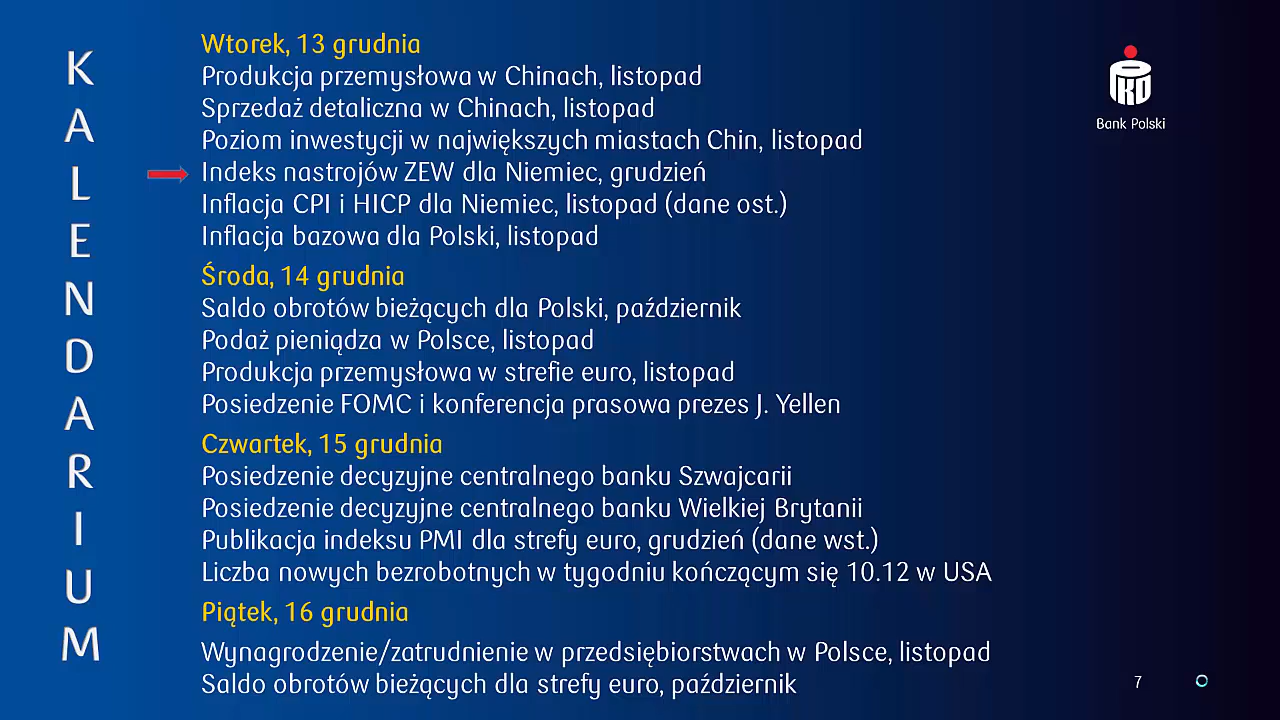 KALENDARIUM
Wtorek, 13 grudnia
Produkcja przemysłowa w Chinach, listopad
Sprzedaż detaliczna w Chinach, listopad
Poziom inwestycji w największych miastach Chin, listopad
Indeks nastrojów ZEW dla Niemiec, grudzień
Inflacja CPI i HICP dla Niemiec, listopad (dane ost.)
Inflacja bazowa dla Polski, listopad
Środa, 14 grudnia
Saldo obrotów bieżących dla Polski, październik
Podaż pieniądza w Polsce, listopad
Produkcja przemysłowa w strefie euro, listopad
Posiedzenie FOMC i konferencja prasowa prezes J. Yellen
Czwartek, 15 grudnia
Posiedzenie decyzyjne centralnego banku Szwajcarii
Posiedzenie decyzyjne centralnego banku Wielkiej Brytanii
Publikacja indeksu PMI dla strefy euro, grudzień (dane wst.)
Liczba nowych bezrobotnych w tygodniu kończącym się 10.12 w USA
Piątek, 16 grudnia
Wynagrodzenie/zatrudnienie w przedsiębiorstwach w Polsce, listopad
Saldo obrotów bieżących dla strefy euro, październik
PKO
Bank Polski
7